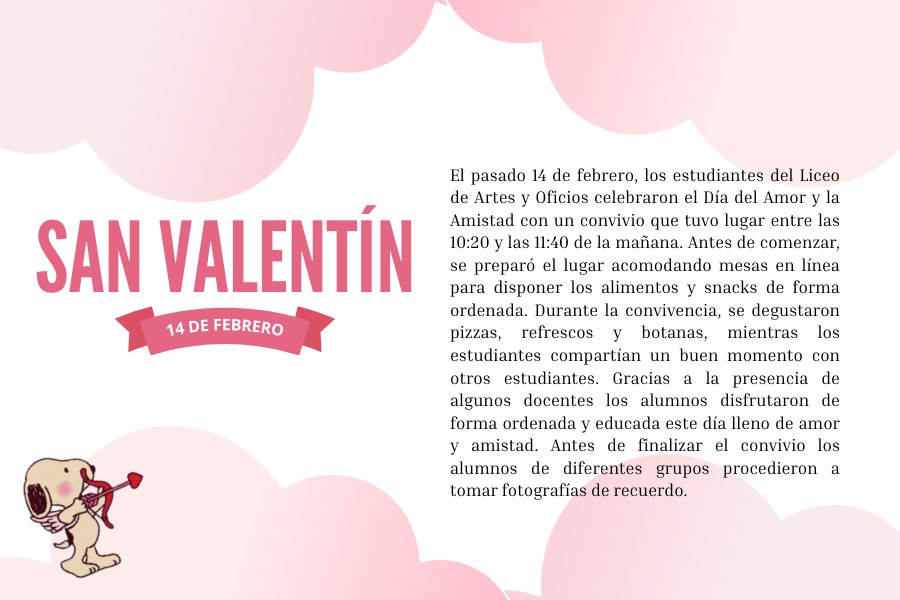 SAN VALENTÍN
14 DE FEBRERO
El pasado 14 de febrero, los estudiantes del Liceo
de Artes y Oficios celebraron el Día del Amor y la
Amistad con un convivio que tuvo lugar entre las
10:20 y las 11:40 de la mañana. Antes de comenzar,
se preparó el lugar acomodando mesas en línea
para disponer los alimentos y snacks de forma
ordenada. Durante la convivencia, se degustaron
pizzas, refrescos y botanas, mientras los
estudiantes compartían un buen momento con
otros estudiantes. Gracias a la presencia de
algunos docentes los alumnos disfrutaron de
forma ordenada y educada este día lleno de amor
y amistad. Antes de finalizar el convivio los
alumnos de diferentes grupos procedieron a
tomar fotografías de recuerdo.